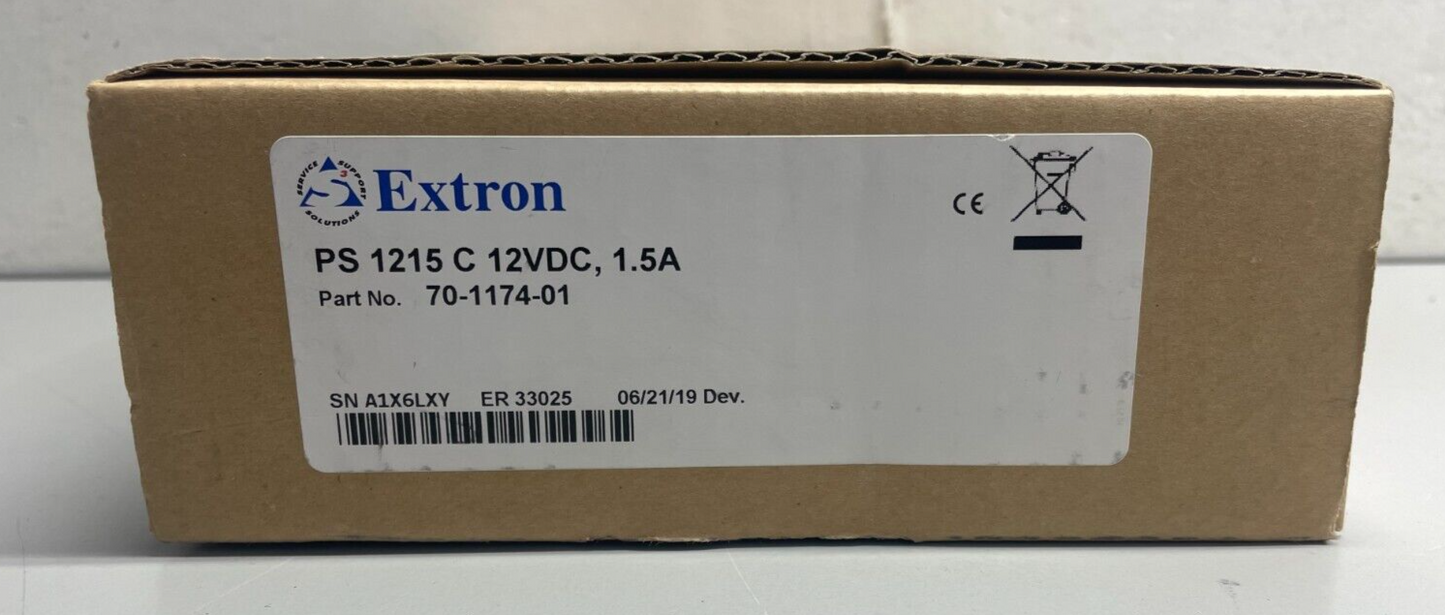 SERVICE SUPPORT SOLUTIONS
S3
Extron
CE
PS 1215 C 12VDC, 1.5A
Part No. 70-1174-01
SN A1X6LXY ER 33025 06/21/19 Dev.